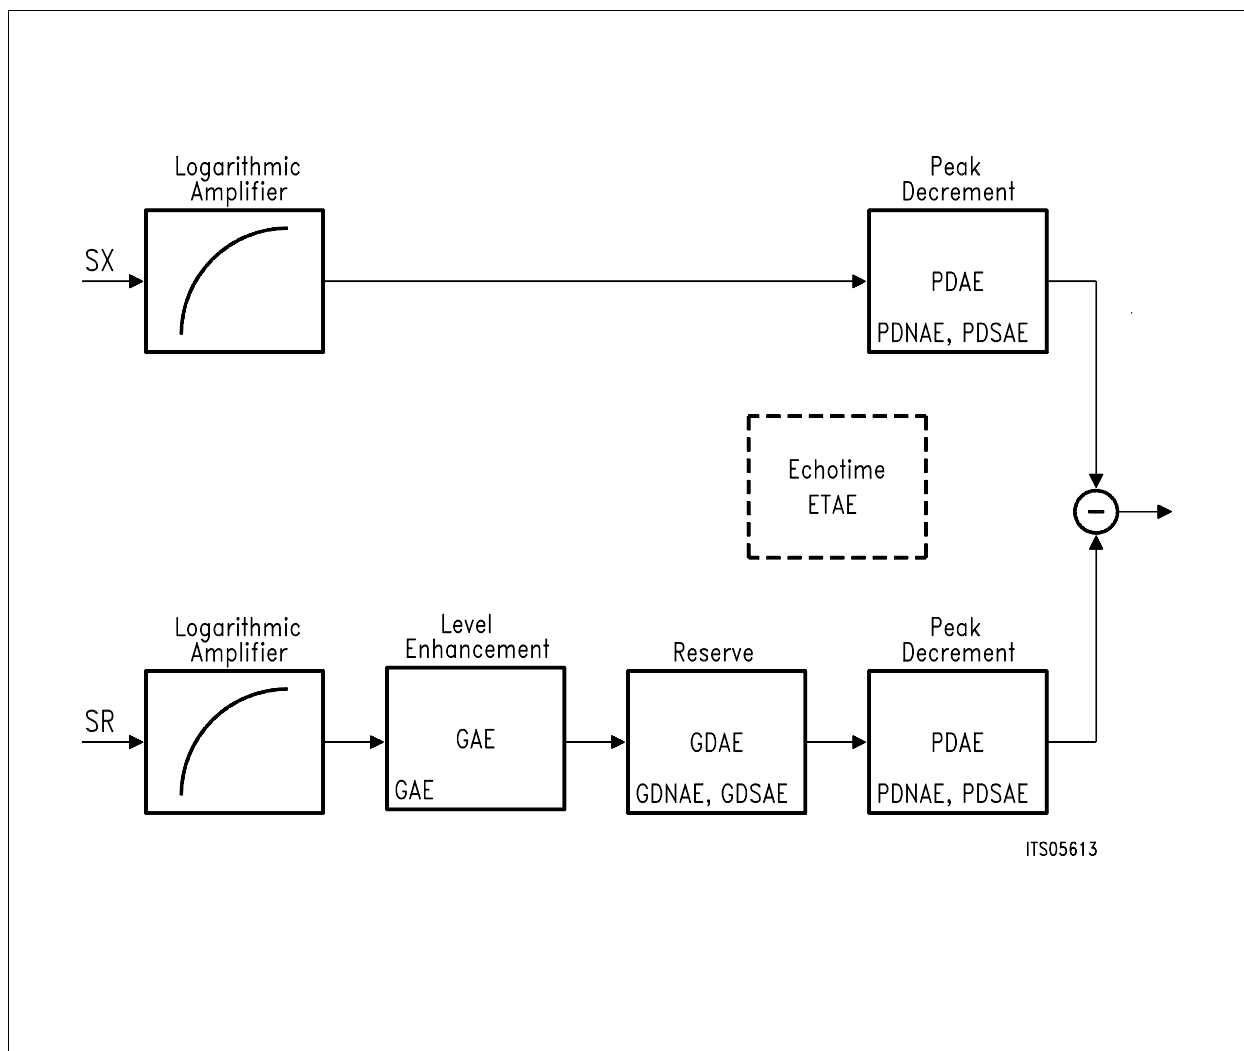 Logarithmic
Amplifier
Peak
Decrement
SX
PDAE
PDNAE, PDSAE
Echotime
ETAE
−
Logarithmic
Amplifier
Level
Enhancement
Reserve
Peak
Decrement
SR
GAE
GAE
GDAE
GDNAE, GDSAE
PDAE
PDNAE, PDSAE
ITS05613